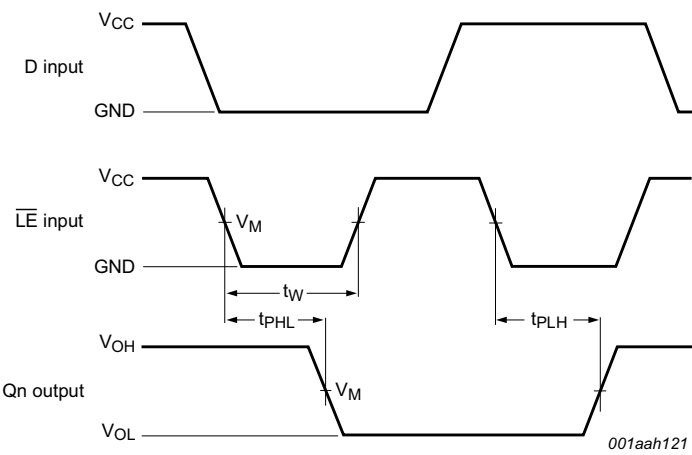 VCC
D input
GND
VCC
LE input
VM
GND
tW
tPHL
tPLH
VOH
Qn output
VM
VOL
001aah121